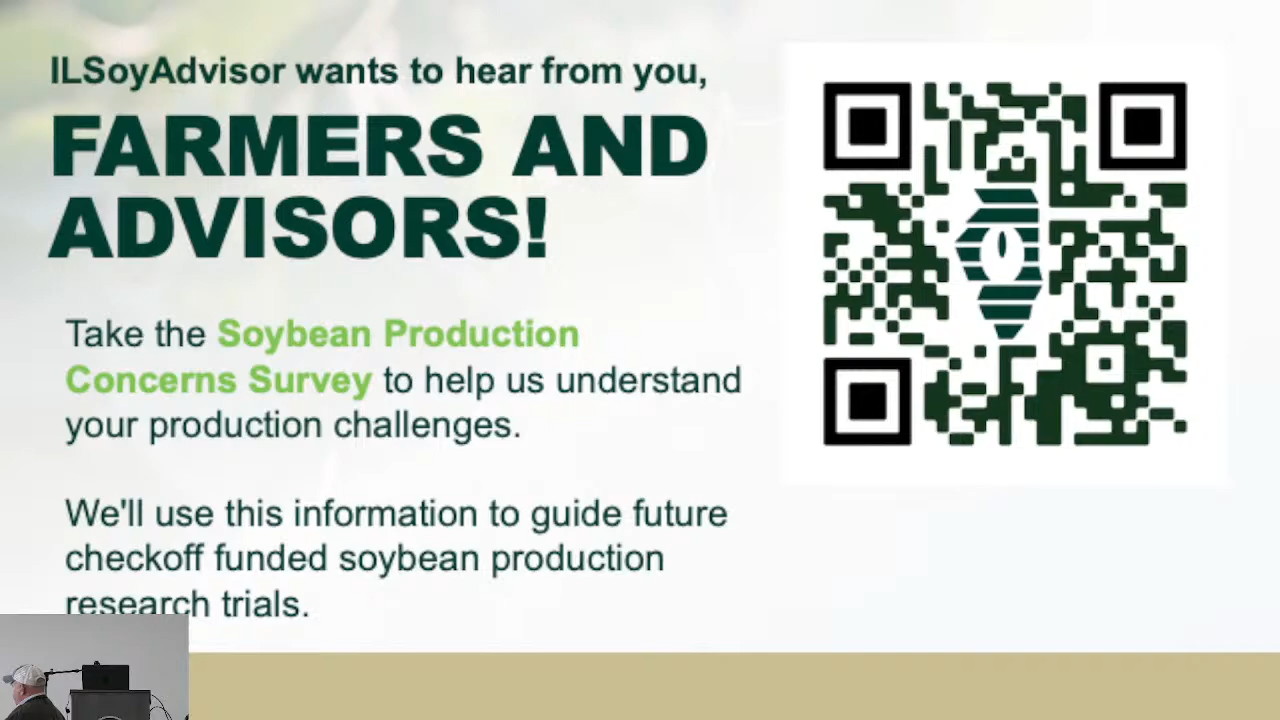 ILSoyAdvisor wants to hear from you,
FARMERS AND
ADVISORS!
Take the Soybean Production
Concerns Survey to help us understand
your production challenges.
We'll use this information to guide future
checkoff funded soybean production
research trials.